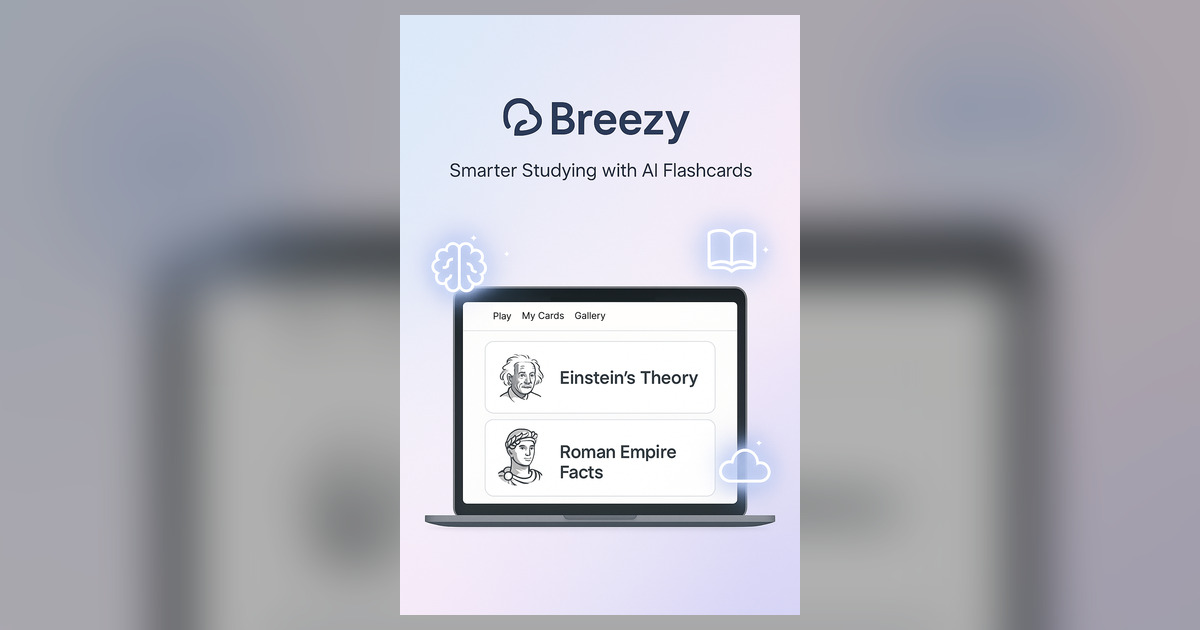 Breezy
Smarter Studying with AI Flashcards
Play My Cards Gallery
Einstein's Theory
Roman Empire
Facts